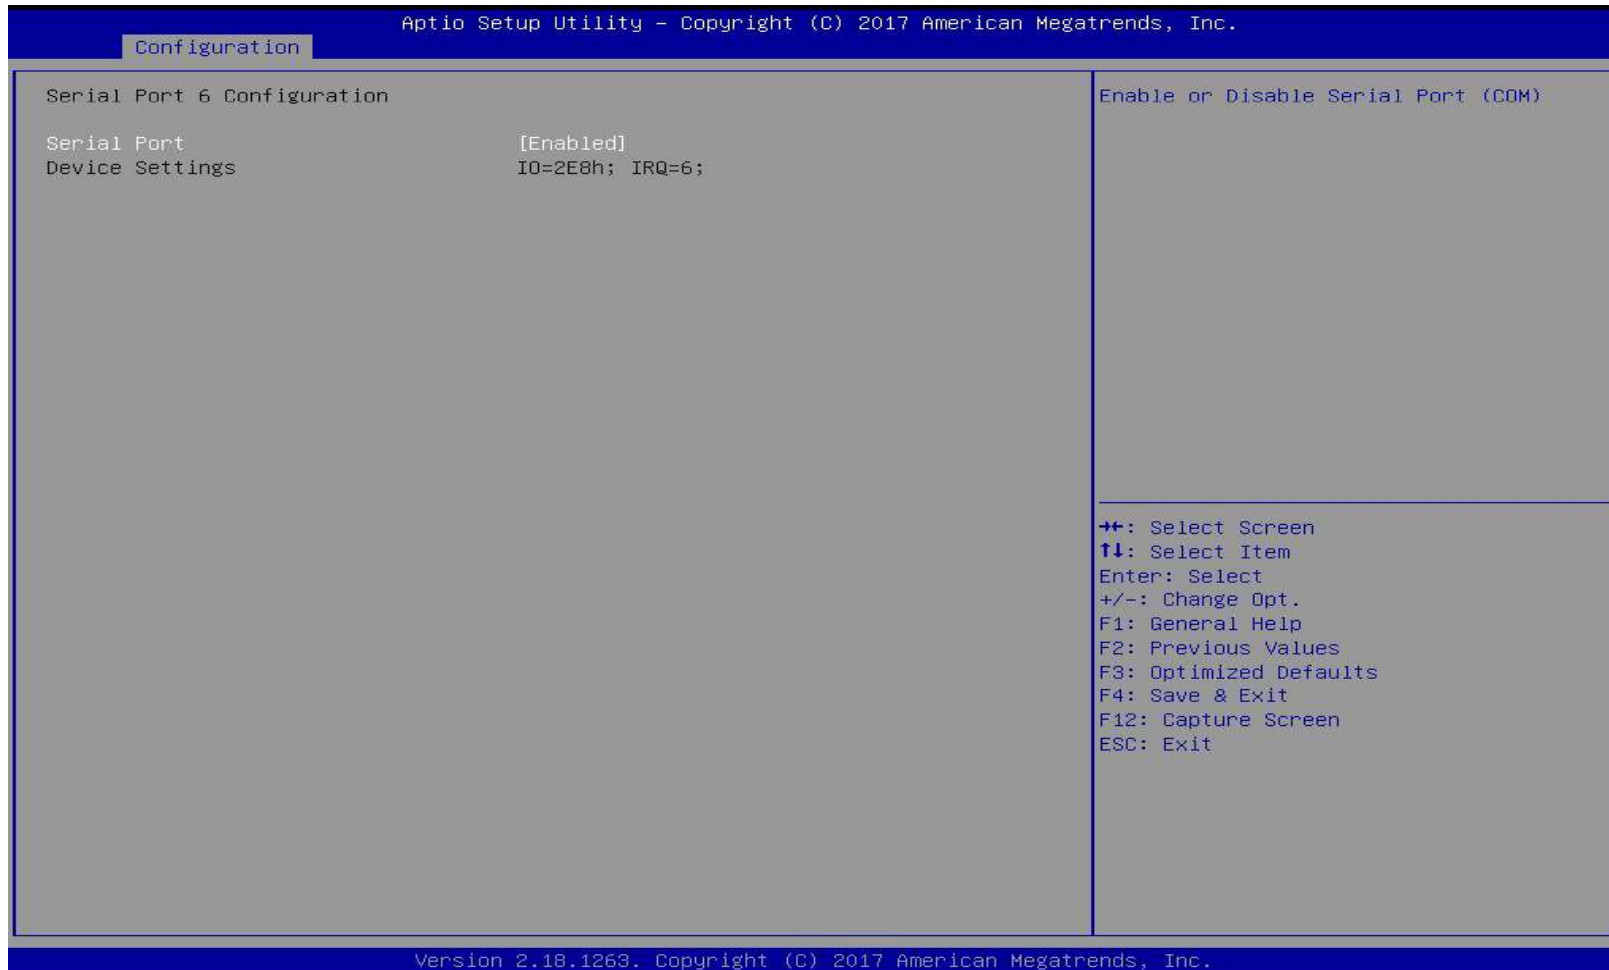 Aptio Setup Utility – Copyright (C) 2017 American Megatrends, Inc.
Configuration
Serial Port 6 Configuration
Serial Port [Enabled]
Device Settings IO=2E8h; IRQ=6;
Enable or Disable Serial Port (COM)
→←: Select Screen
↑↓: Select Item
Enter: Select
+/-: Change Opt.
F1: General Help
F2: Previous Values
F3: Optimized Defaults
F4: Save & Exit
F12: Capture Screen
ESC: Exit
Version 2.18.1263. Copyright (C) 2017 American Megatrends, Inc.